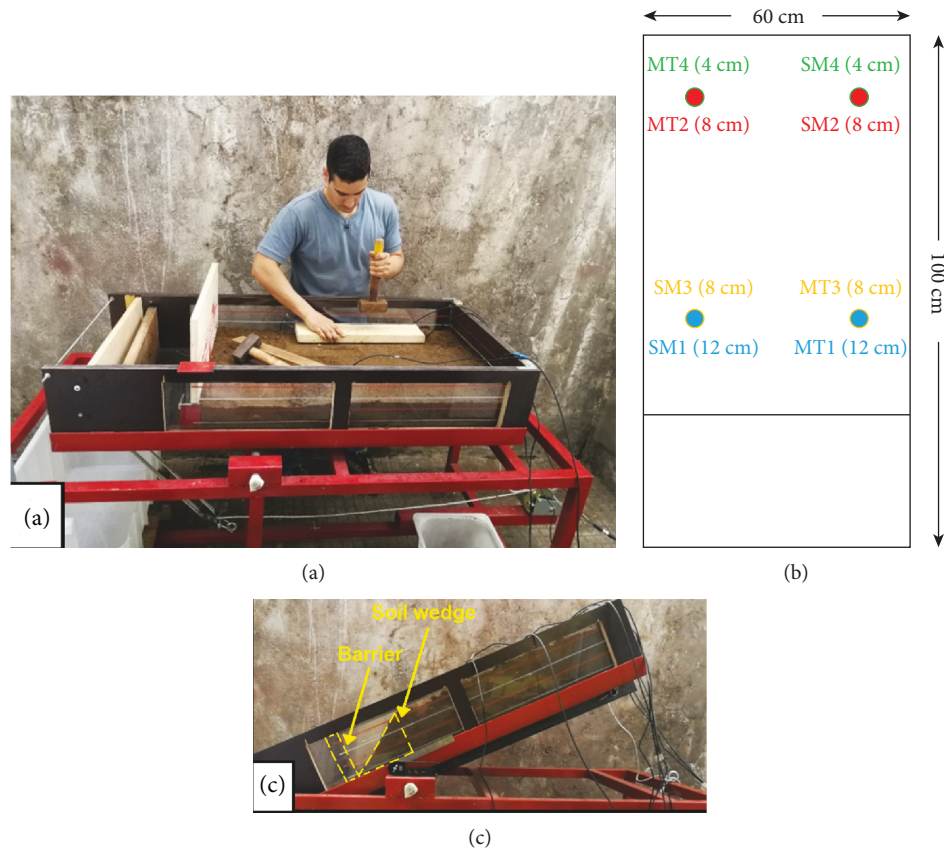 60 cm
MT4 (4 cm)
SM4 (4 cm)
MT2 (8 cm)
SM2 (8 cm)
SM3 (8 cm)
MT3 (8 cm)
SM1 (12 cm)
MT1 (12 cm)
100 cm
(a)
(a)
(b)
Soil wedge
Barrier
(c)
(c)